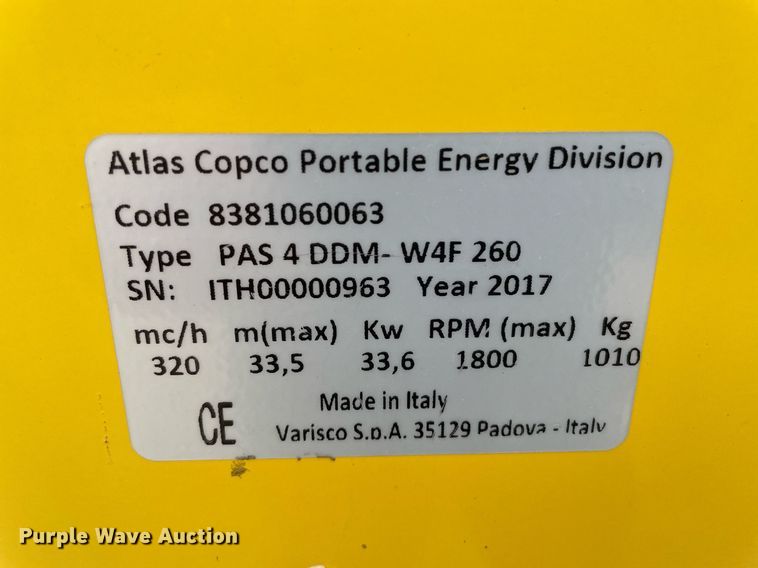 Atlas Copco Portable Energy Division
Code 8381060063
Type PAS 4 DDM- W4F 260
SN: ITH00000963 Year 2017
mc/h m(max) Kw RPM (max) Kg
320 33,5 33,6 1800 1010
Made in Italy
CE Varisco S.p.A. 35129 Padova - Italy
Purple Wave Auction